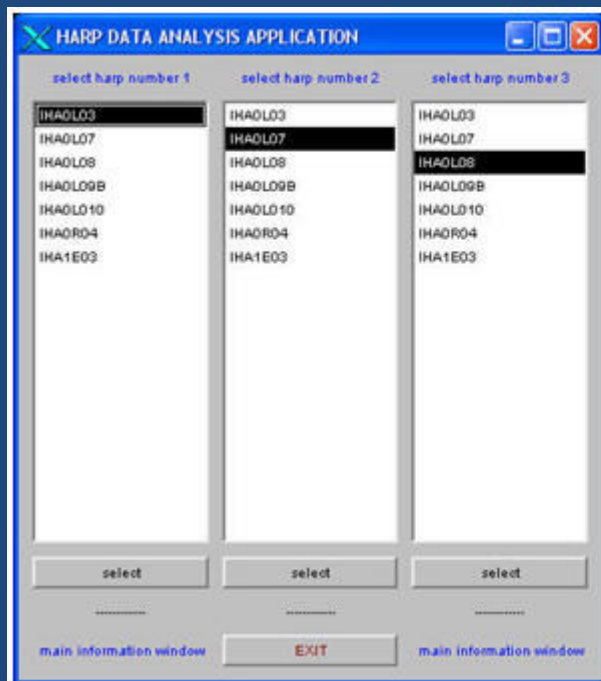 HARP DATA ANALYSIS APPLICATION
select harp number 1
select harp number 2
select harp number 3
IHA0L03
IHA0L07
IHA0L08
IHA0L09B
IHA0L010
IHA0R04
IHA1E03
IHA0L03
IHA0L07
IHA0L08
IHA0L09B
IHA0L010
IHA0R04
IHA1E03
IHA0L03
IHA0L07
IHA0L08
IHA0L09B
IHA0L010
IHA0R04
IHA1E03
select
select
select
-----------
-----------
-----------
main information window
EXIT
main information window